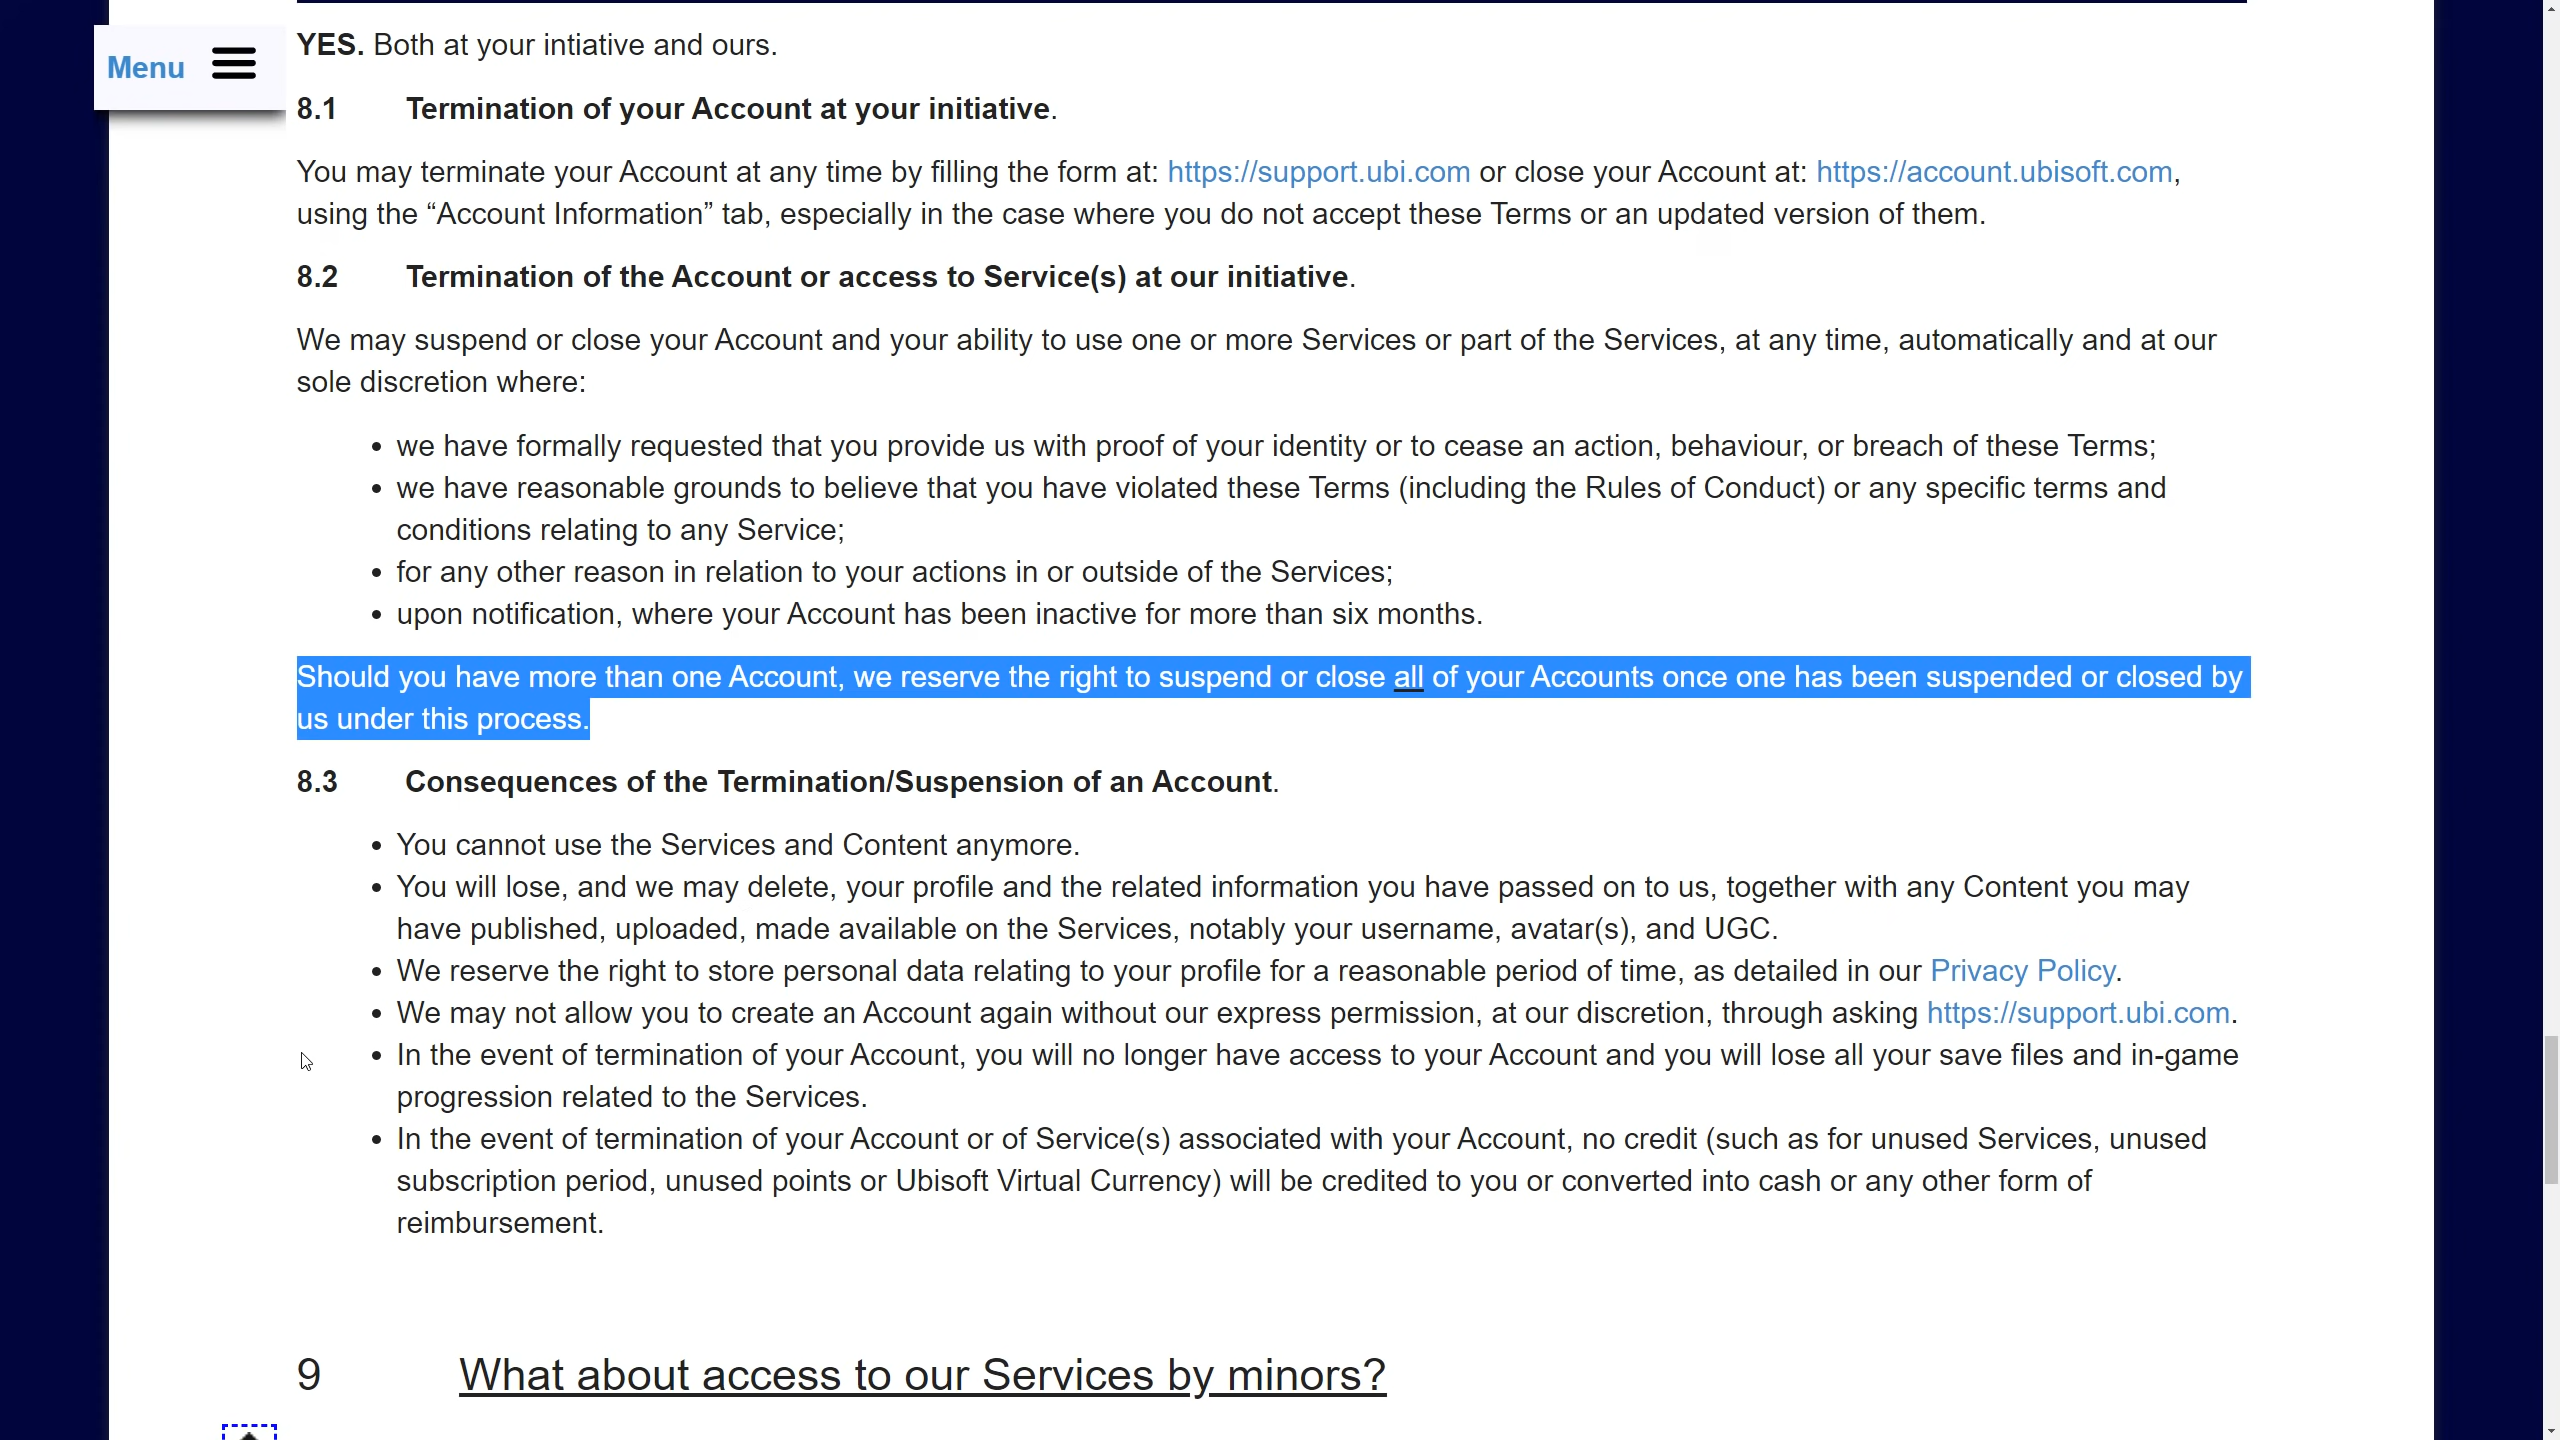 Menu
YES. Both at your intiative and ours.
8.1 Termination of your Account at your initiative.
You may terminate your Account at any time by filling the form at: https://support.ubi.com or close your Account at: https://account.ubisoft.com,
using the “Account Information” tab, especially in the case where you do not accept these Terms or an updated version of them.
8.2 Termination of the Account or access to Service(s) at our initiative.
We may suspend or close your Account and your ability to use one or more Services or part of the Services, at any time, automatically and at our
sole discretion where:
• we have formally requested that you provide us with proof of your identity or to cease an action, behaviour, or breach of these Terms;
• we have reasonable grounds to believe that you have violated these Terms (including the Rules of Conduct) or any specific terms and
conditions relating to any Service;
• for any other reason in relation to your actions in or outside of the Services;
• upon notification, where your Account has been inactive for more than six months.
Should you have more than one Account, we reserve the right to suspend or close all of your Accounts once one has been suspended or closed by
us under this process.
8.3 Consequences of the Termination/Suspension of an Account.
• You cannot use the Services and Content anymore.
• You will lose, and we may delete, your profile and the related information you have passed on to us, together with any Content you may
have published, uploaded, made available on the Services, notably your username, avatar(s), and UGC.
• We reserve the right to store personal data relating to your profile for a reasonable period of time, as detailed in our Privacy Policy.
• We may not allow you to create an Account again without our express permission, at our discretion, through asking https://support.ubi.com.
• In the event of termination of your Account, you will no longer have access to your Account and you will lose all your save files and in-game
progression related to the Services.
• In the event of termination of your Account or of Service(s) associated with your Account, no credit (such as for unused Services, unused
subscription period, unused points or Ubisoft Virtual Currency) will be credited to you or converted into cash or any other form of
reimbursement.
9 What about access to our Services by minors?